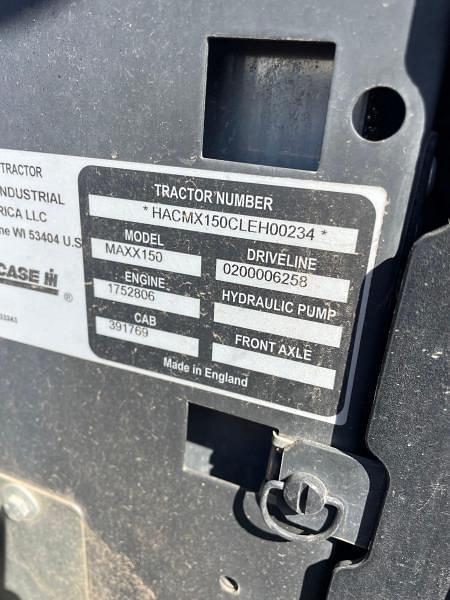 TRACTOR
NDUSTRIAL
RICA LLC
ne WI 53404 U.S
CASE IH ®
TRACTOR NUMBER
* HACMX150CLEH00234 *
MODEL
MAXX150
DRIVELINE
0200006258
ENGINE
1752806
HYDRAULIC PUMP
CAB
391769
FRONT AXLE
Made in England